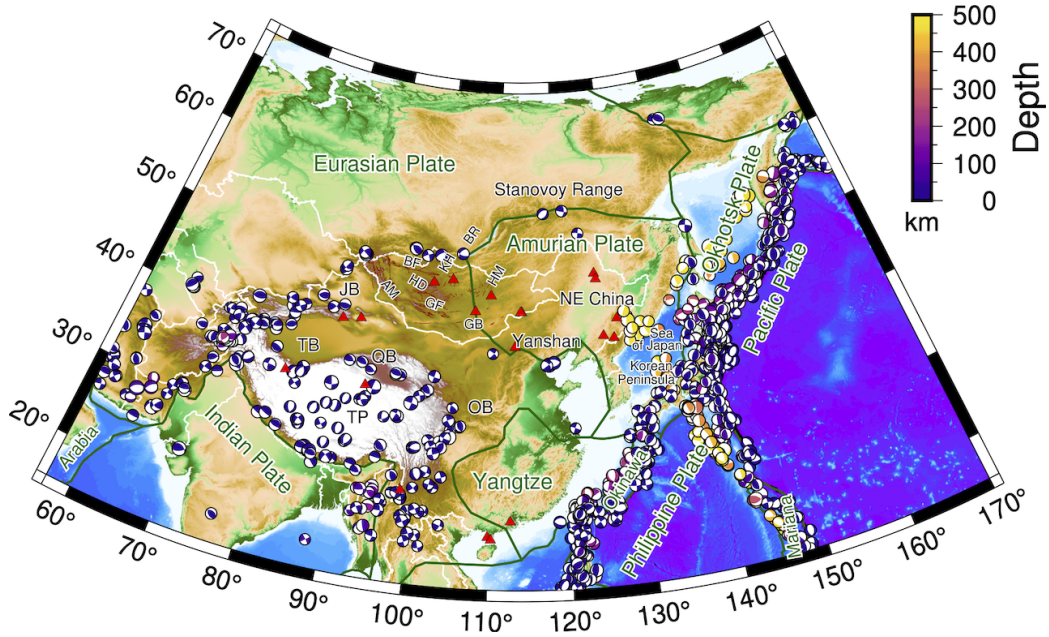 70°
60°
50°
40°
30°
20°
60°
70°
80°
90°
100°
110°
120°
130°
140°
150°
160°
170°
500
400
300
200
100
0
km
Depth
Eurasian Plate
Stanovoy Range
Amurian Plate
Okhotsk Plate
Pacific Plate
BR
BF
KH
HD
HM
AM
GF
GB
JB
NE China
TB
QB
Yanshan
Sea
of Japan
Korean
Peninsula
TP
OB
Arabia
Indian Plate
Yangtze
Okinawa
Philippine Plate
Mariana